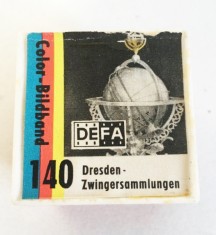 Color-Bildband
DEFA
140
Dresden-
Zwingersammlungen